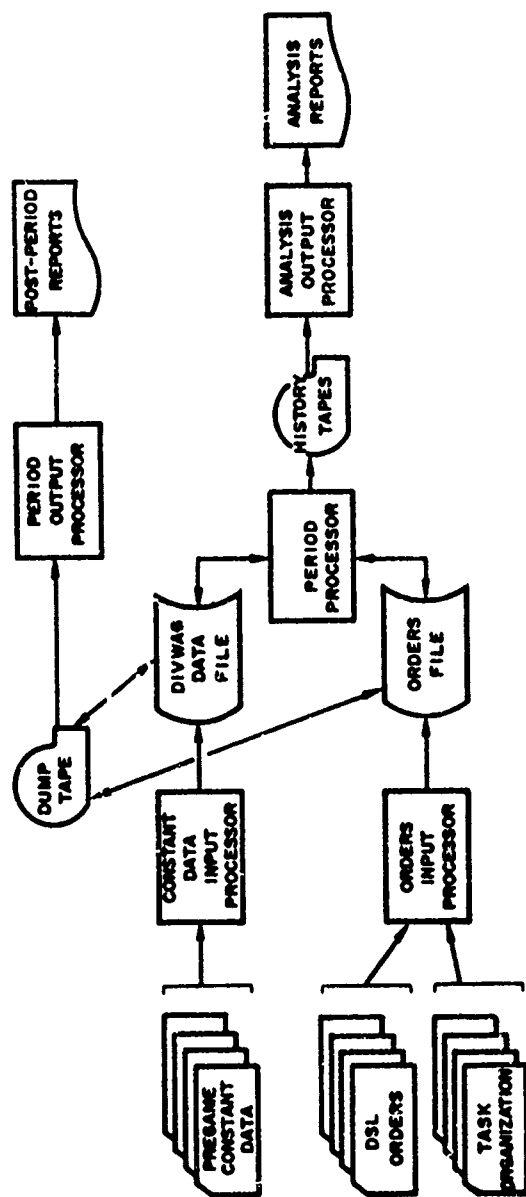 PREGAME
CONSTANT
DATA
DSL
ORDERS
TASK
ORGANIZATION
CONSTANT
DATA
INPUT
PROCESSOR
ORDERS
INPUT
PROCESSOR
DUMP
TAPE
DIVWAG
DATA
FILE
ORDERS
FILE
PERIOD
OUTPUT
PROCESSOR
PERIOD
PROCESSOR
HISTORY
TAPES
POST-PERIOD
REPORTS
ANALYSIS
OUTPUT
PROCESSOR
ANALYSIS
REPORTS